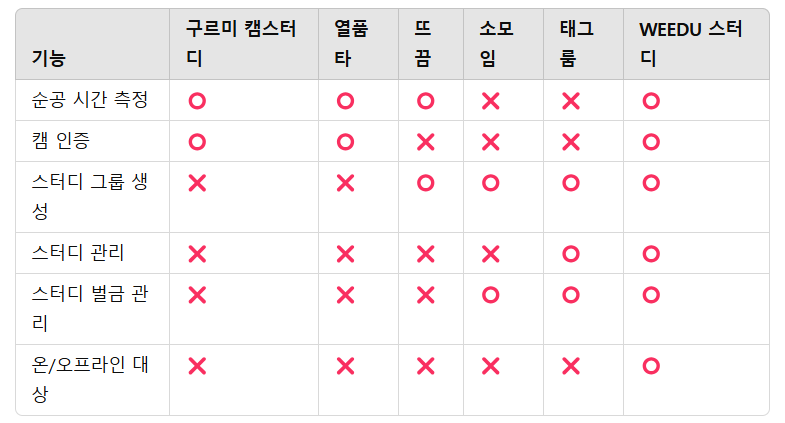 기능 구르미 캠스터디 열품타 뜨끔 소모임 태그룸 WEEDU 스터디
순공 시간 측정 ⭕ ⭕ ⭕ ❌ ❌ ⭕
캠 인증 ⭕ ⭕ ❌ ❌ ❌ ⭕
스터디 그룹 생성 ❌ ❌ ⭕ ⭕ ⭕ ⭕
스터디 관리 ❌ ❌ ❌ ❌ ⭕ ⭕
스터디 벌금 관리 ❌ ❌ ❌ ⭕ ⭕ ⭕
온/오프라인 대상 ❌ ❌ ❌ ❌ ❌ ⭕